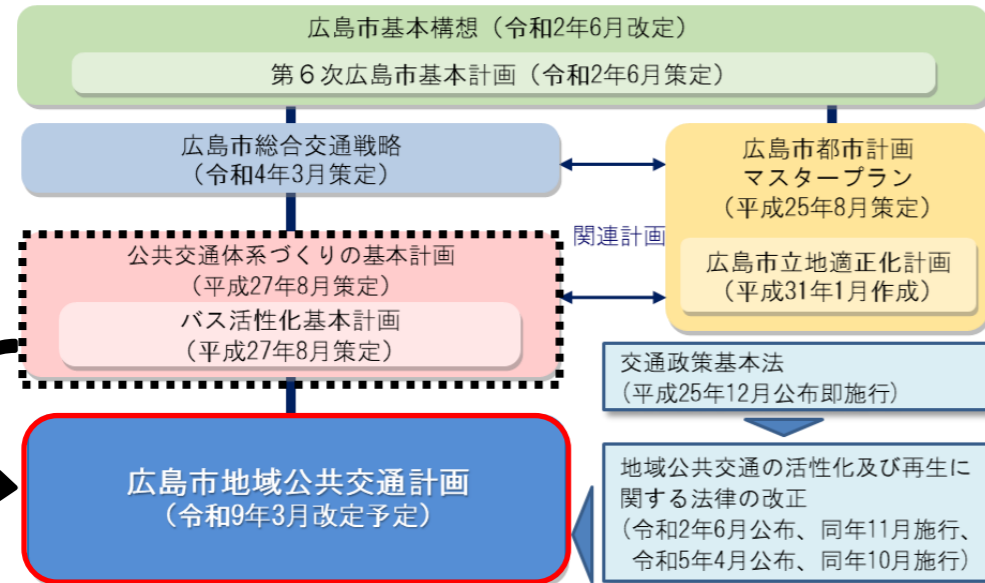 広島市基本構想（令和2年6月改定）
第６次広島市基本計画（令和2年6月策定）
広島市総合交通戦略
（令和4年3月策定）
広島市都市計画
マスタープラン
（平成25年8月策定）
関連計画
公共交通体系づくりの基本計画
（平成27年8月策定）
広島市立地適正化計画
（平成31年1月作成）
バス活性化基本計画
（平成27年8月策定）
交通政策基本法
（平成25年12月公布即施行）
広島市地域公共交通計画
（令和9年3月改定予定）
地域公共交通の活性化及び再生に
関する法律の改正
（令和2年6月公布、同年11月施行、
令和5年4月公布、同年10月施行）